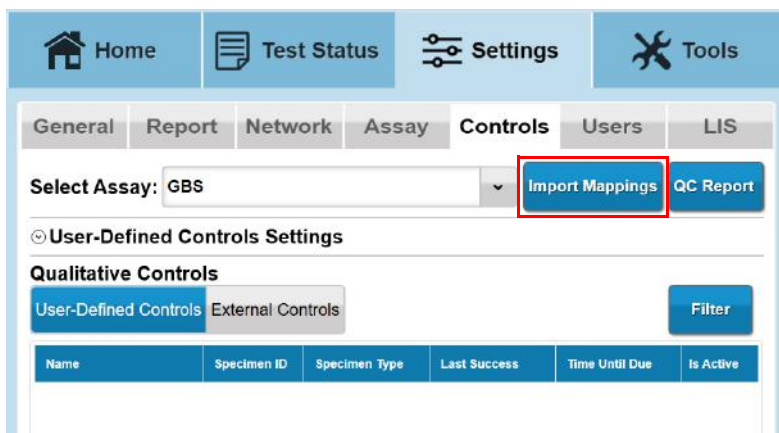 Home Test Status Settings Tools
General Report Network Assay Controls Users LIS
Select Assay: GBS Import Mappings QC Report
User-Defined Controls Settings
Qualitative Controls
User-Defined Controls External Controls Filter
Name Specimen ID Specimen Type Last Success Time Until Due Is Active